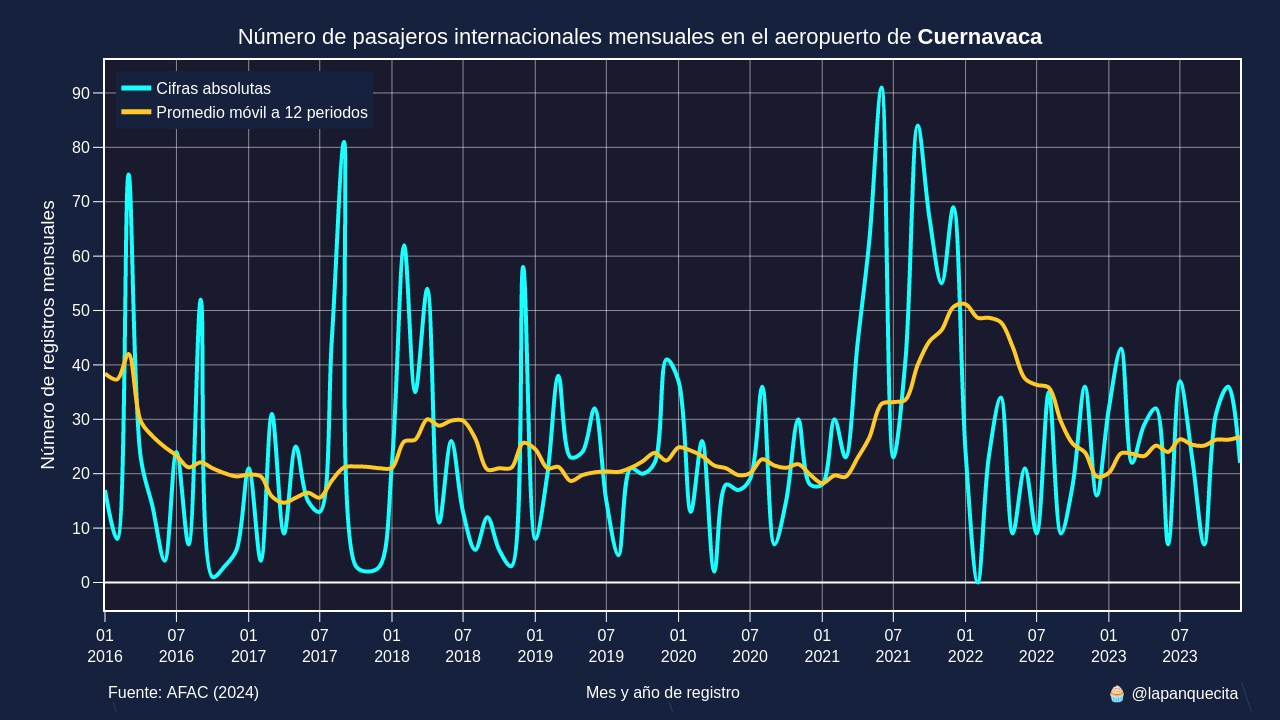 Número de pasajeros internacionales mensuales en el aeropuerto de Cuernavaca
Cifras absolutas
Promedio móvil a 12 periodos
Número de registros mensuales
90
80
70
60
50
40
30
20
10
0
01 07 01 07 01 07 01 07 01 07 01 07 01 07 01 07
2016 2016 2017 2017 2018 2018 2019 2019 2020 2020 2021 2021 2022 2022 2023 2023
Fuente: AFAC (2024) Mes y año de registro 🧁 @lapanquecita